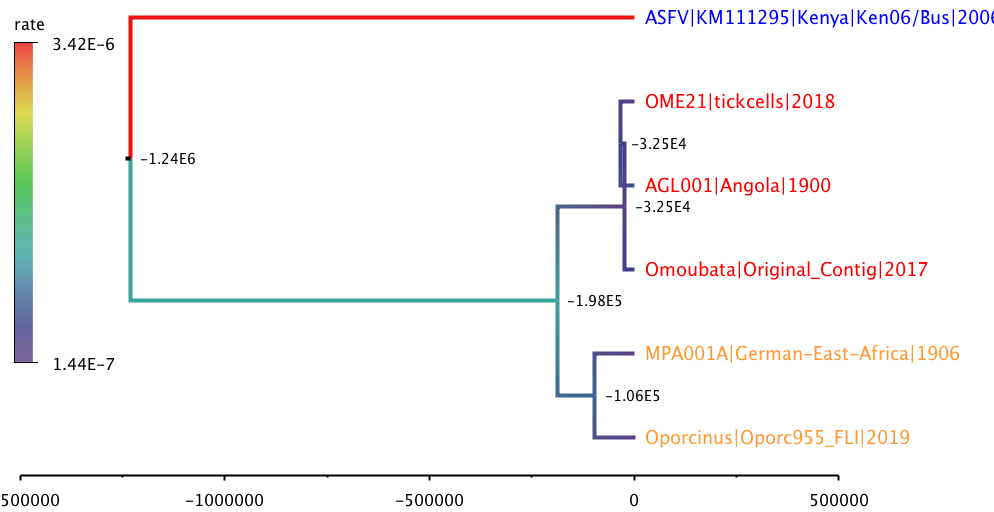 rate
3.42E-6
1.44E-7
ASFV|KM111295|Kenya|Ken06/Bus|2006
OME21|tickcells|2018
-3.25E4
-1.24E6
AGL001|Angola|1900
-3.25E4
Omoubata|Original_Contig|2017
-1.98E5
MPA001A|German-East-Africa|1906
-1.06E5
Oporcinus|Oporc955_FLI|2019
500000 -1000000 -500000 0 500000